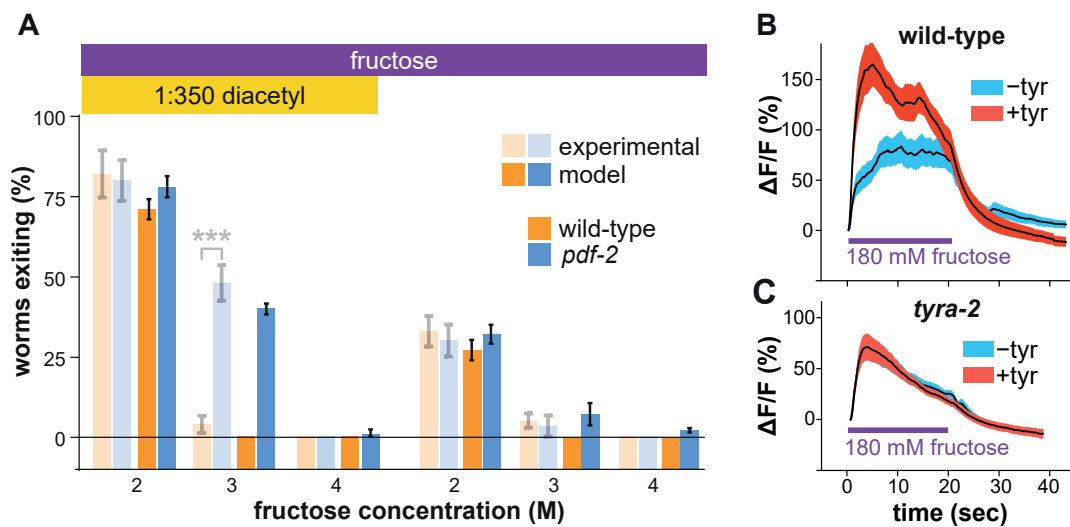 A
fructose
1:350 diacetyl
worms exiting (%)
100
75
50
25
0
***
experimental
model
wild-type
pdf-2
2
3
4
2
3
4
fructose concentration (M)
B
wild-type
ΔF/F (%)
150
100
50
0
−tyr
+tyr
180 mM fructose
C
tyra-2
ΔF/F (%)
100
50
0
−tyr
+tyr
180 mM fructose
0
10
20
30
40
time (sec)